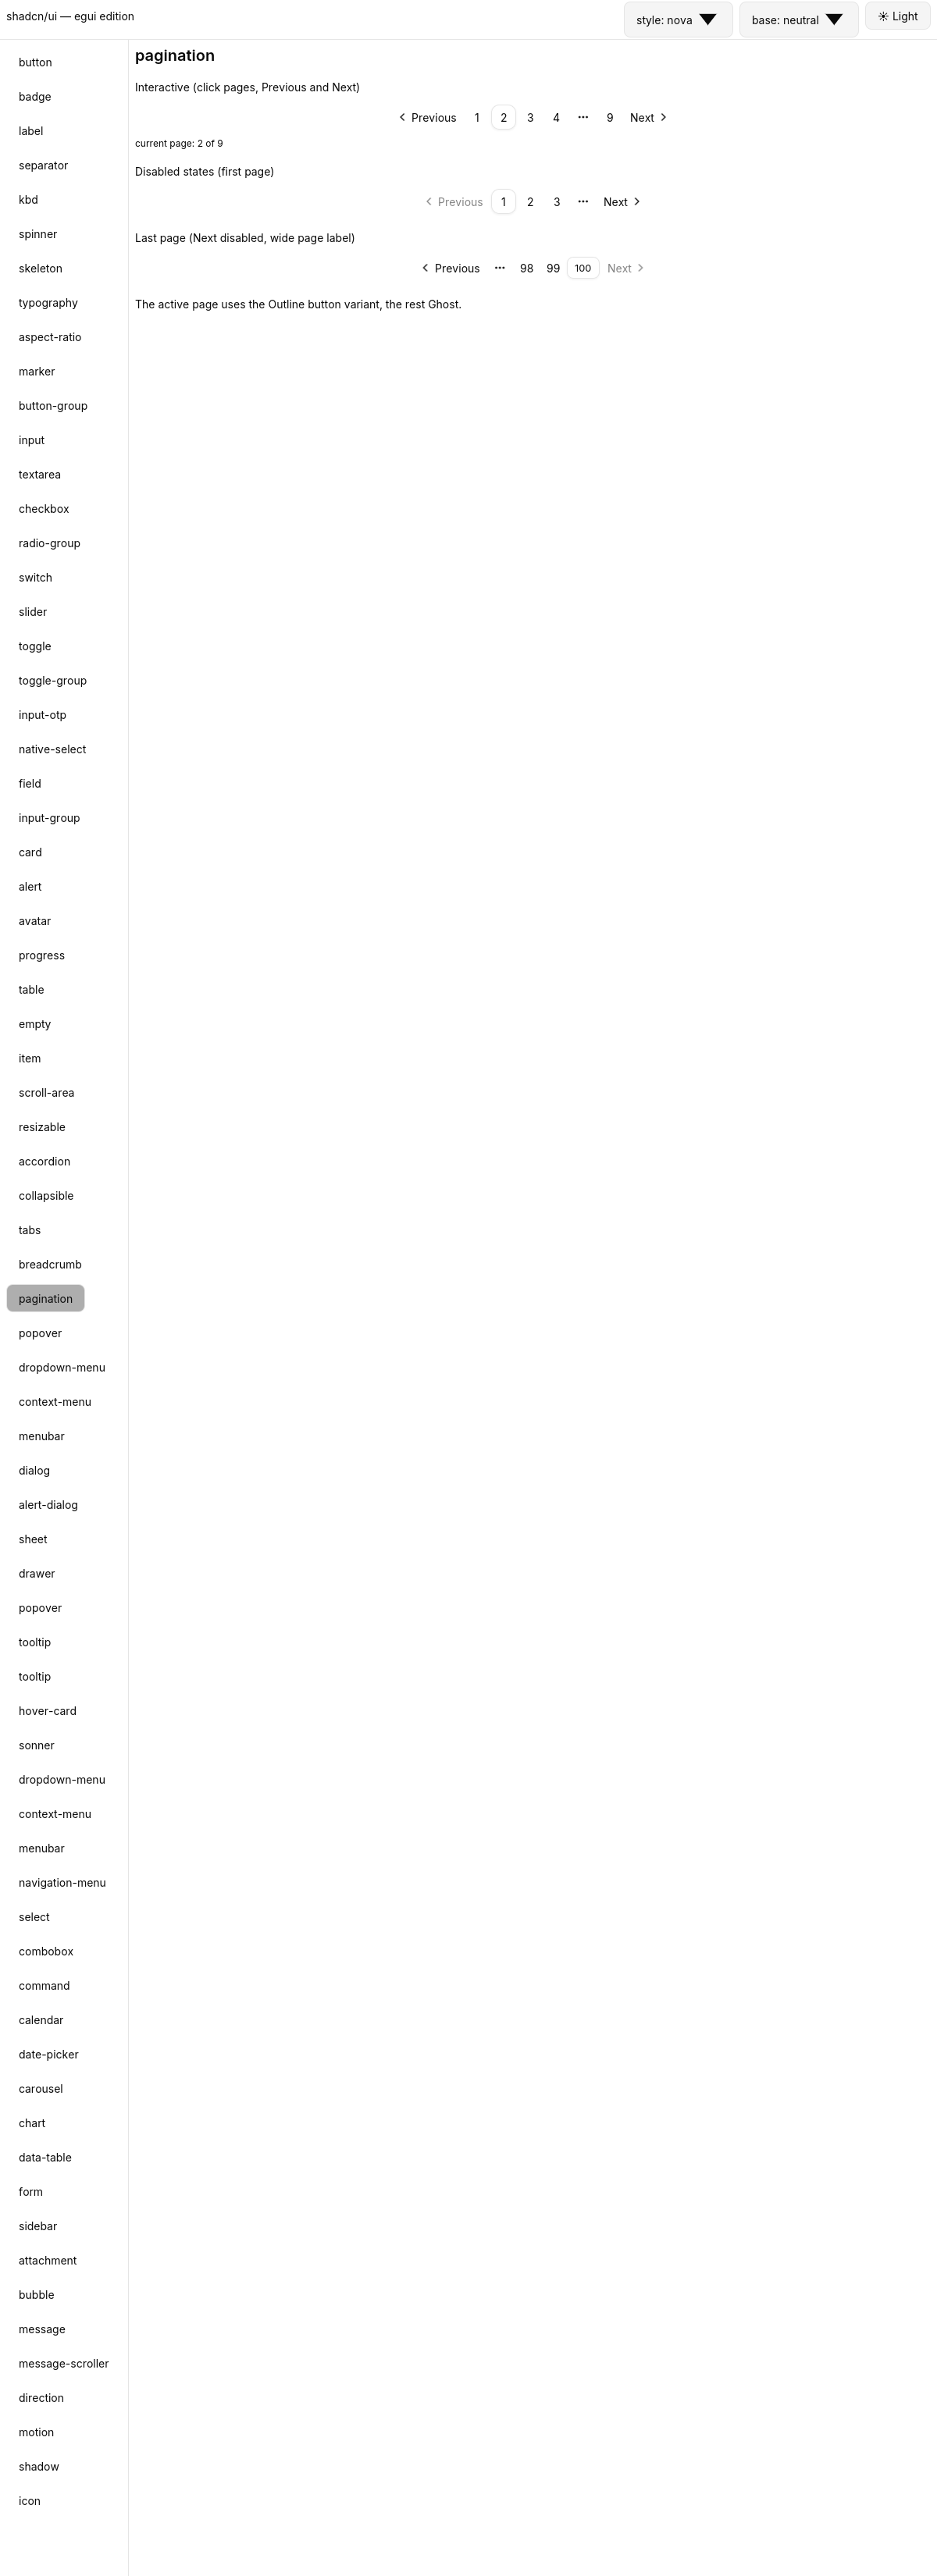 shadcn/ui — egui edition
style: nova
base: neutral
☀ Light
button
badge
label
separator
kbd
spinner
skeleton
typography
aspect-ratio
marker
button-group
input
textarea
checkbox
radio-group
switch
slider
toggle
toggle-group
input-otp
native-select
field
input-group
card
alert
avatar
progress
table
empty
item
scroll-area
resizable
accordion
collapsible
tabs
breadcrumb
pagination
popover
dropdown-menu
context-menu
menubar
dialog
alert-dialog
sheet
drawer
popover
tooltip
tooltip
hover-card
sonner
dropdown-menu
context-menu
menubar
navigation-menu
select
combobox
command
calendar
date-picker
carousel
chart
data-table
form
sidebar
attachment
bubble
message
message-scroller
direction
motion
shadow
icon
pagination
Interactive (click pages, Previous and Next)
Previous 1 2 3 4 ··· 9 Next
current page: 2 of 9
Disabled states (first page)
Previous 1 2 3 ··· Next
Last page (Next disabled, wide page label)
Previous ··· 98 99 100 Next
The active page uses the Outline button variant, the rest Ghost.